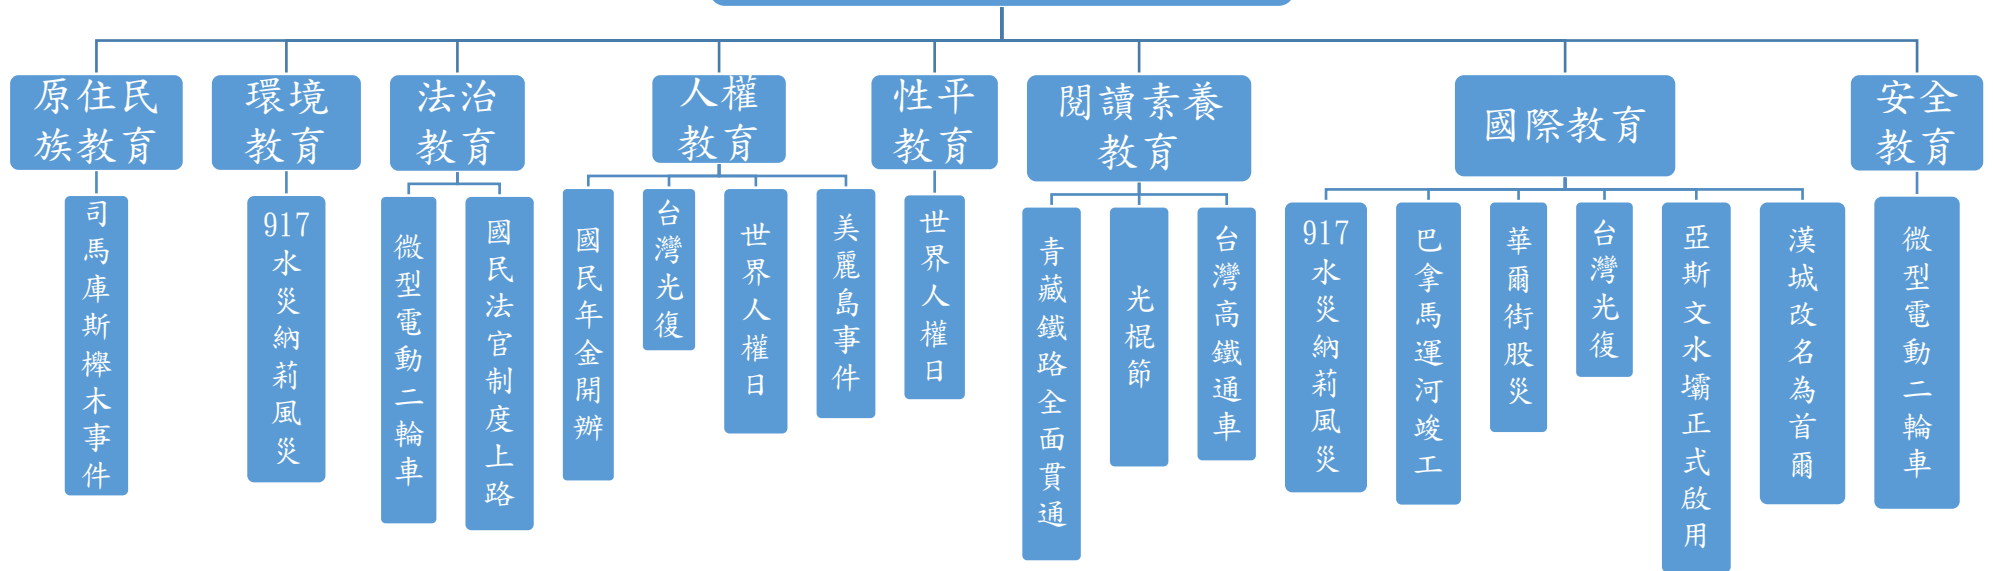 原住民
族教育
環境
教育
法治
教育
人權
教育
性平
教育
閱讀素養
教育
國際教育
安全
教育
司馬庫斯櫸木事件
917
水災納莉風災
微型電動二輪車
國民法官制度上路
國民年金開辦
台灣光復
世界人權日
美麗島事件
世界人權日
青藏鐵路全面貫通
光棍節
台灣高鐵通車
917
水災納莉風災
巴拿馬運河竣工
華爾街股災
台灣光復
亞斯文水壩正式啟用
漢城改名為首爾
微型電動二輪車